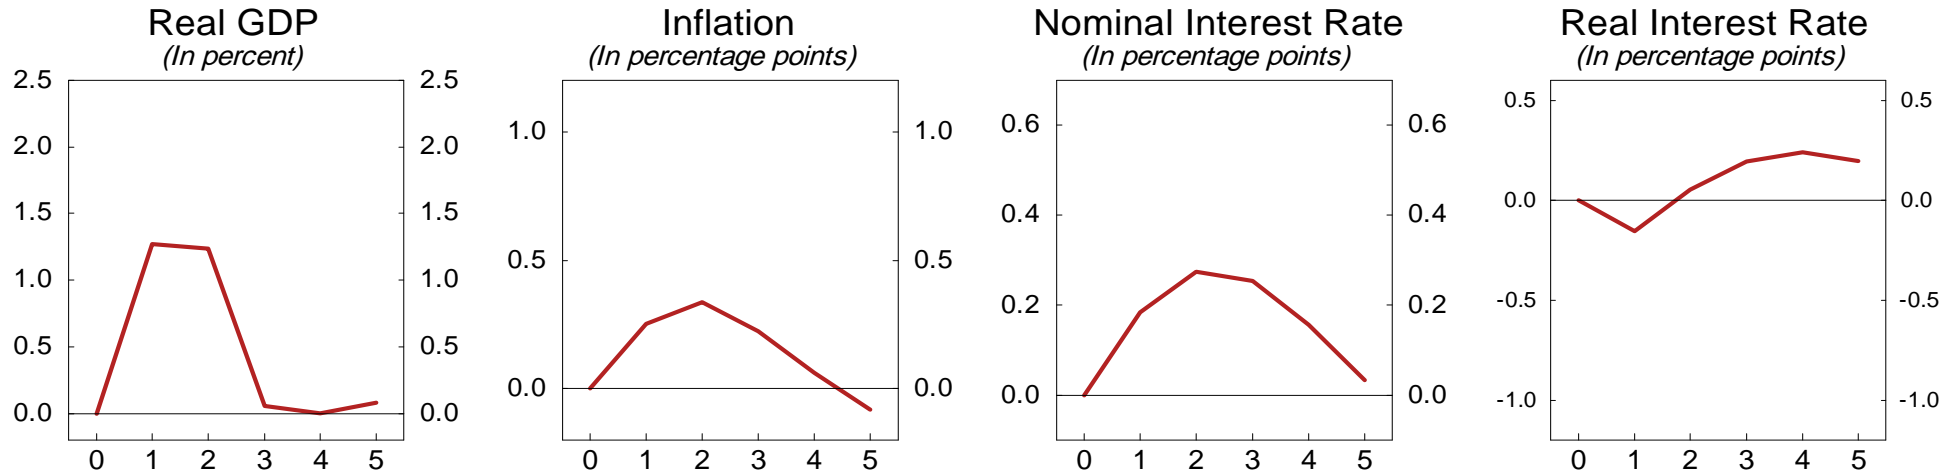 Real GDP
(In percent)
2.5 2.5
2.0 2.0
1.5 1.5
1.0 1.0
0.5 0.5
0.0 0.0
0 1 2 3 4 5
Inflation
(In percentage points)
1.0 1.0
0.5 0.5
0.0 0.0
0 1 2 3 4 5
Nominal Interest Rate
(In percentage points)
0.6 0.6
0.4 0.4
0.2 0.2
0.0 0.0
0 1 2 3 4 5
Real Interest Rate
(In percentage points)
0.5 0.5
0.0 0.0
-0.5 -0.5
-1.0 -1.0
0 1 2 3 4 5